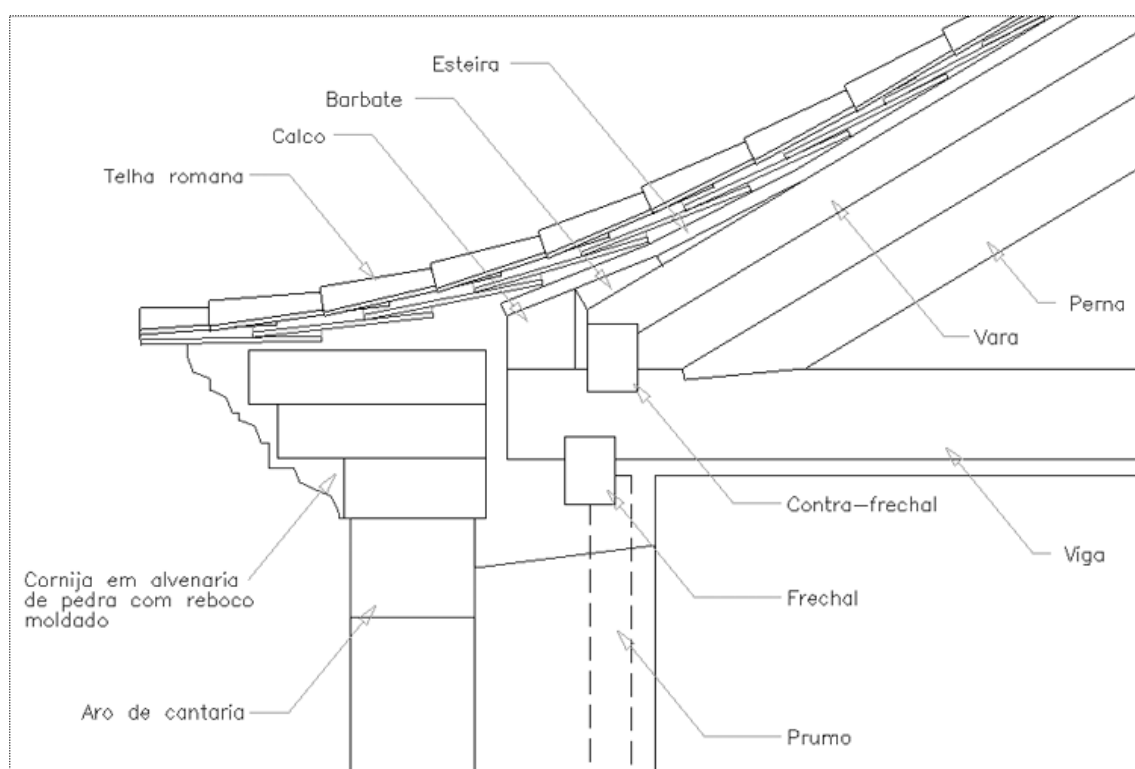 Esteira
Barbate
Calco
Telha romana
Perna
Vara
Contra-frechal
Viga
Cornija em alvenaria
de pedra com reboco
moldado
Frechal
Aro de cantaria
Prumo